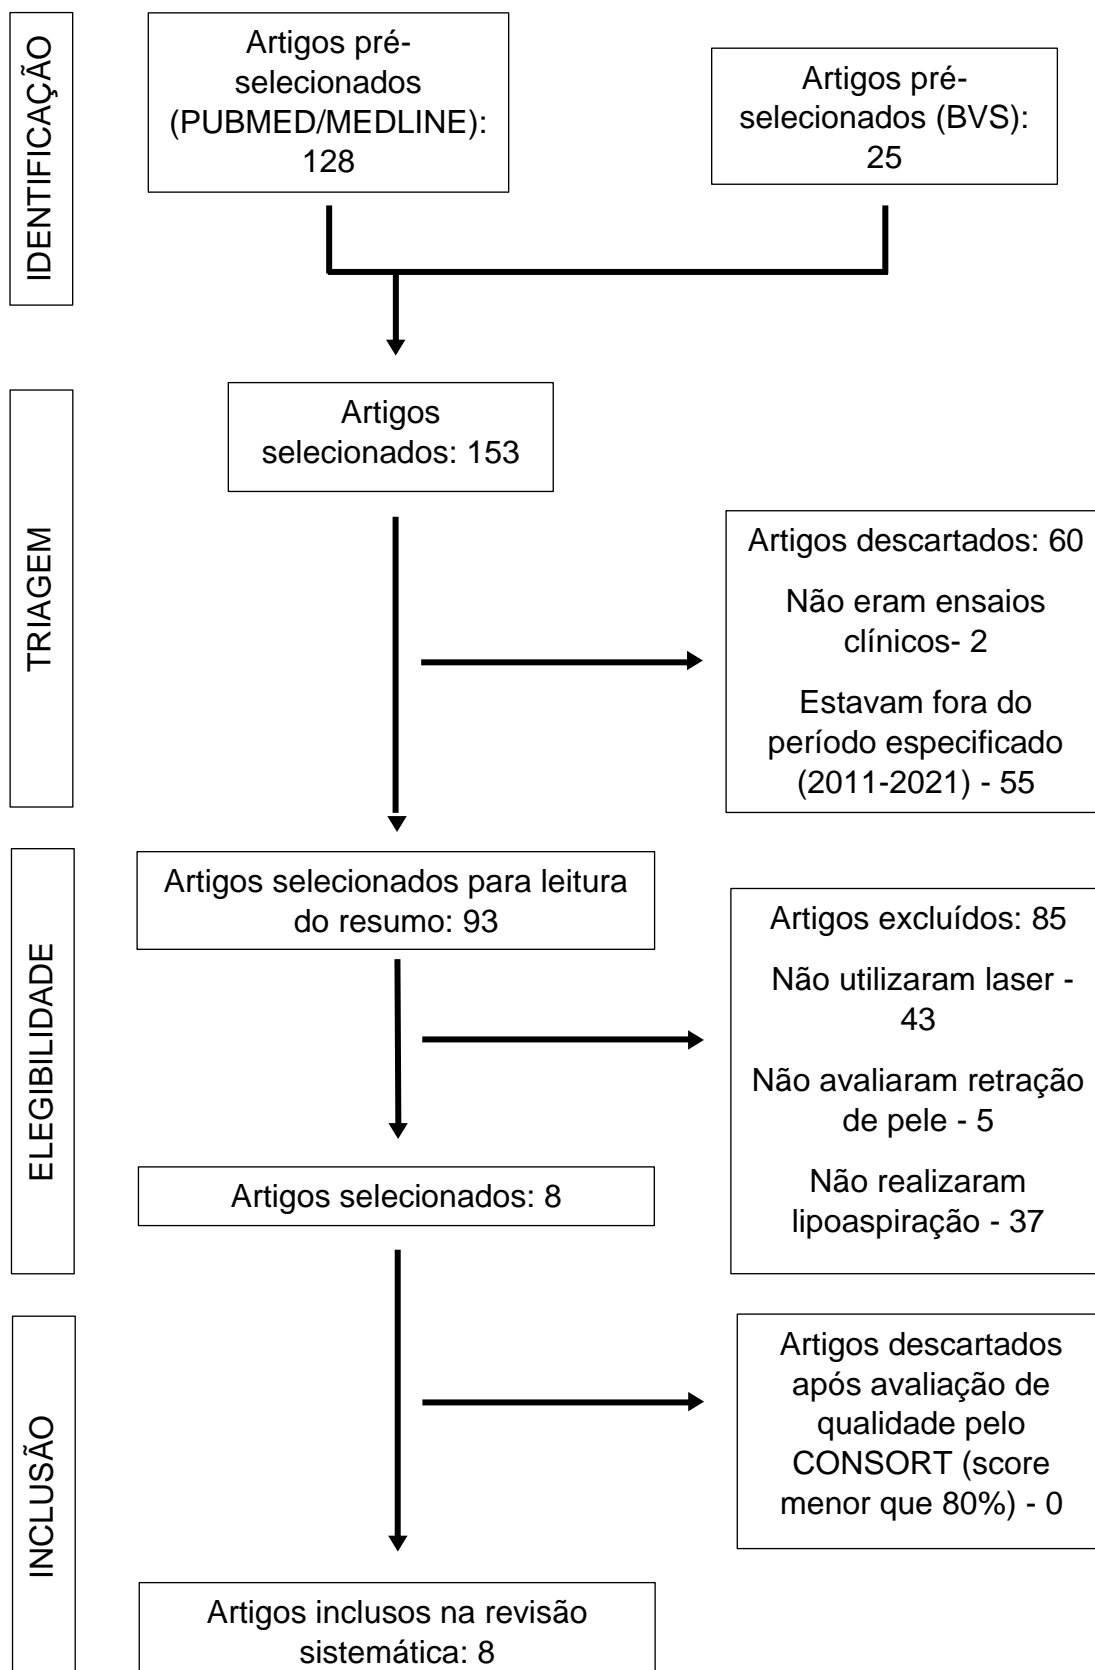 IDENTIFICAÇÃO
Artigos pré-
selecionados
(PUBMED/MEDLINE):
128
Artigos pré-
selecionados (BVS):
25
TRIAGEM
Artigos
selecionados: 153
Artigos descartados: 60
Não eram ensaios
clínicos- 2
Estavam fora do
período especificado
(2011-2021) - 55
ELEGIBILIDADE
Artigos selecionados para leitura
do resumo: 93
Artigos excluídos: 85
Não utilizaram laser -
43
Não avaliaram retração
de pele - 5
Não realizaram
lipoaspiração - 37
Artigos selecionados: 8
INCLUSÃO
Artigos descartados
após avaliação de
qualidade pelo
CONSORT (score
menor que 80%) - 0
Artigos inclusos na revisão
sistemática: 8